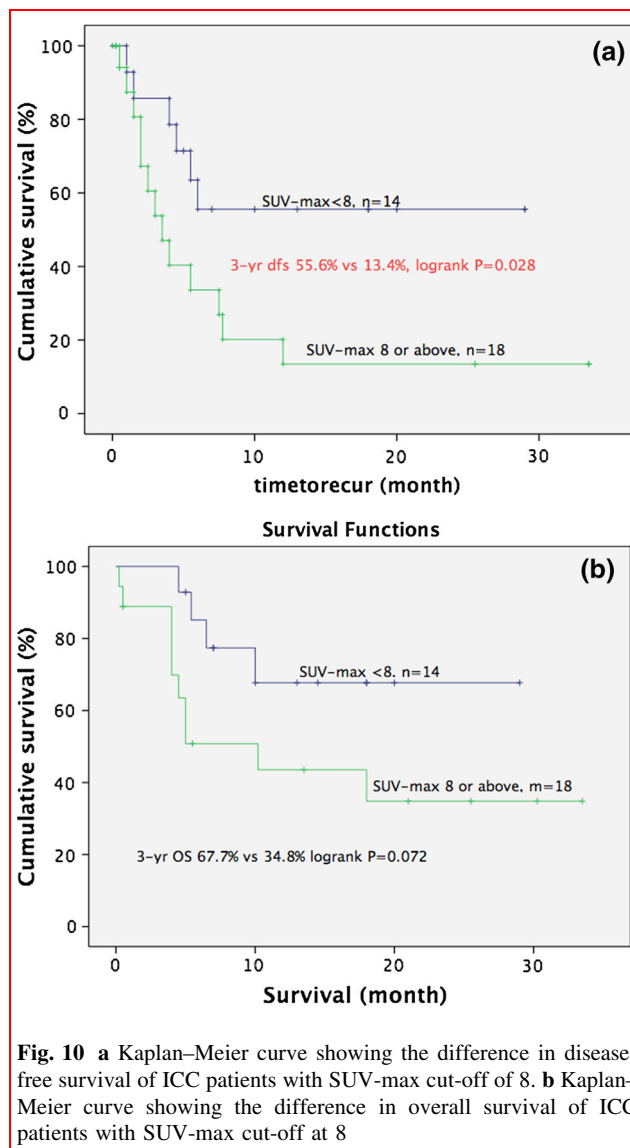 (a)
100
80
60
40
20
0
Cumulative survival (%)
SUV-max<8, n=14
3-yr dfs 55.6% vs 13.4%, logrank P=0.028
SUV-max 8 or above, n=18
0 10 20 30
timetorecur (month)
Survival Functions
(b)
100
80
60
40
20
0
Cumulative survival (%)
SUV-max <8, n=14
SUV-max 8 or above, m=18
3-yr OS 67.7% vs 34.8% logrank P=0.072
0 10 20 30
Survival (month)
Fig. 10 a Kaplan–Meier curve showing the difference in disease
free survival of ICC patients with SUV-max cut-off of 8. b Kaplan–
Meier curve showing the difference in overall survival of ICC
patients with SUV-max cut-off at 8